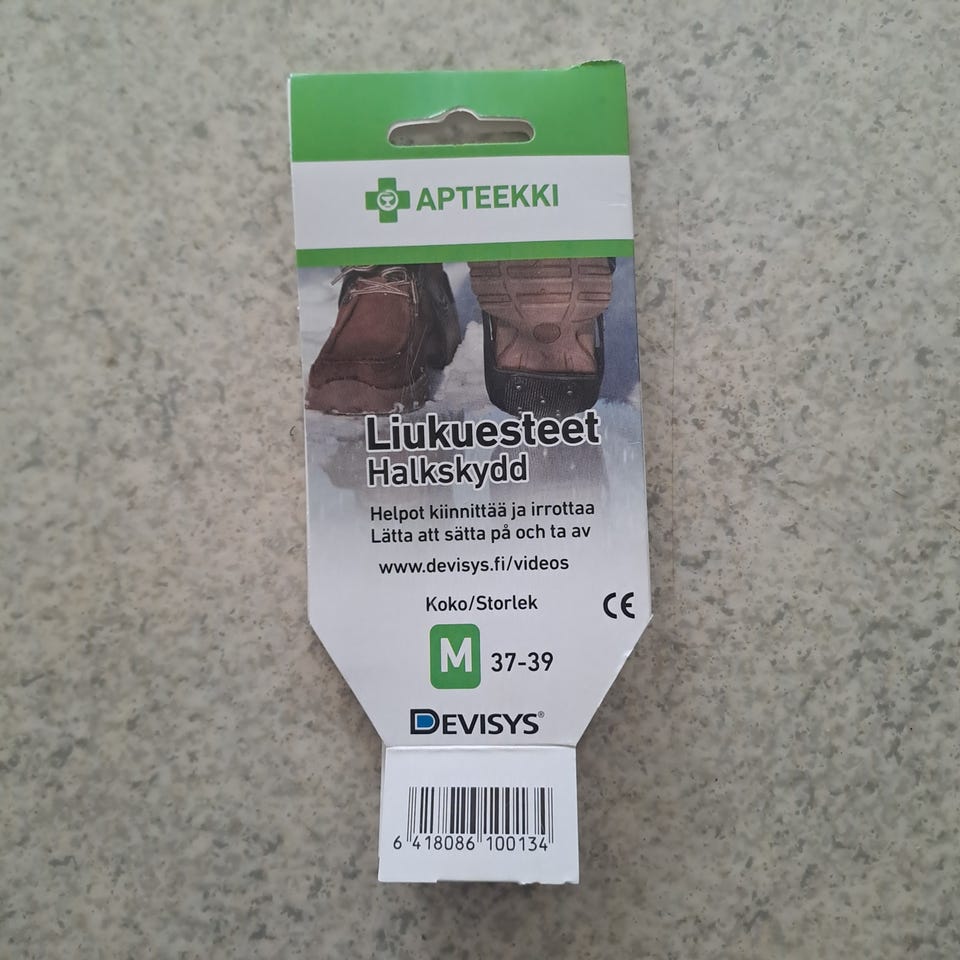 APTEEKKI
Liukuesteet
Halkskydd
Helpot kiinnittää ja irrottaa
Lätta att sätta på och ta av
www.devisys.fi/videos
Koko/Storlek
CE
M 37-39
DEVISYS®
6 418086 100134